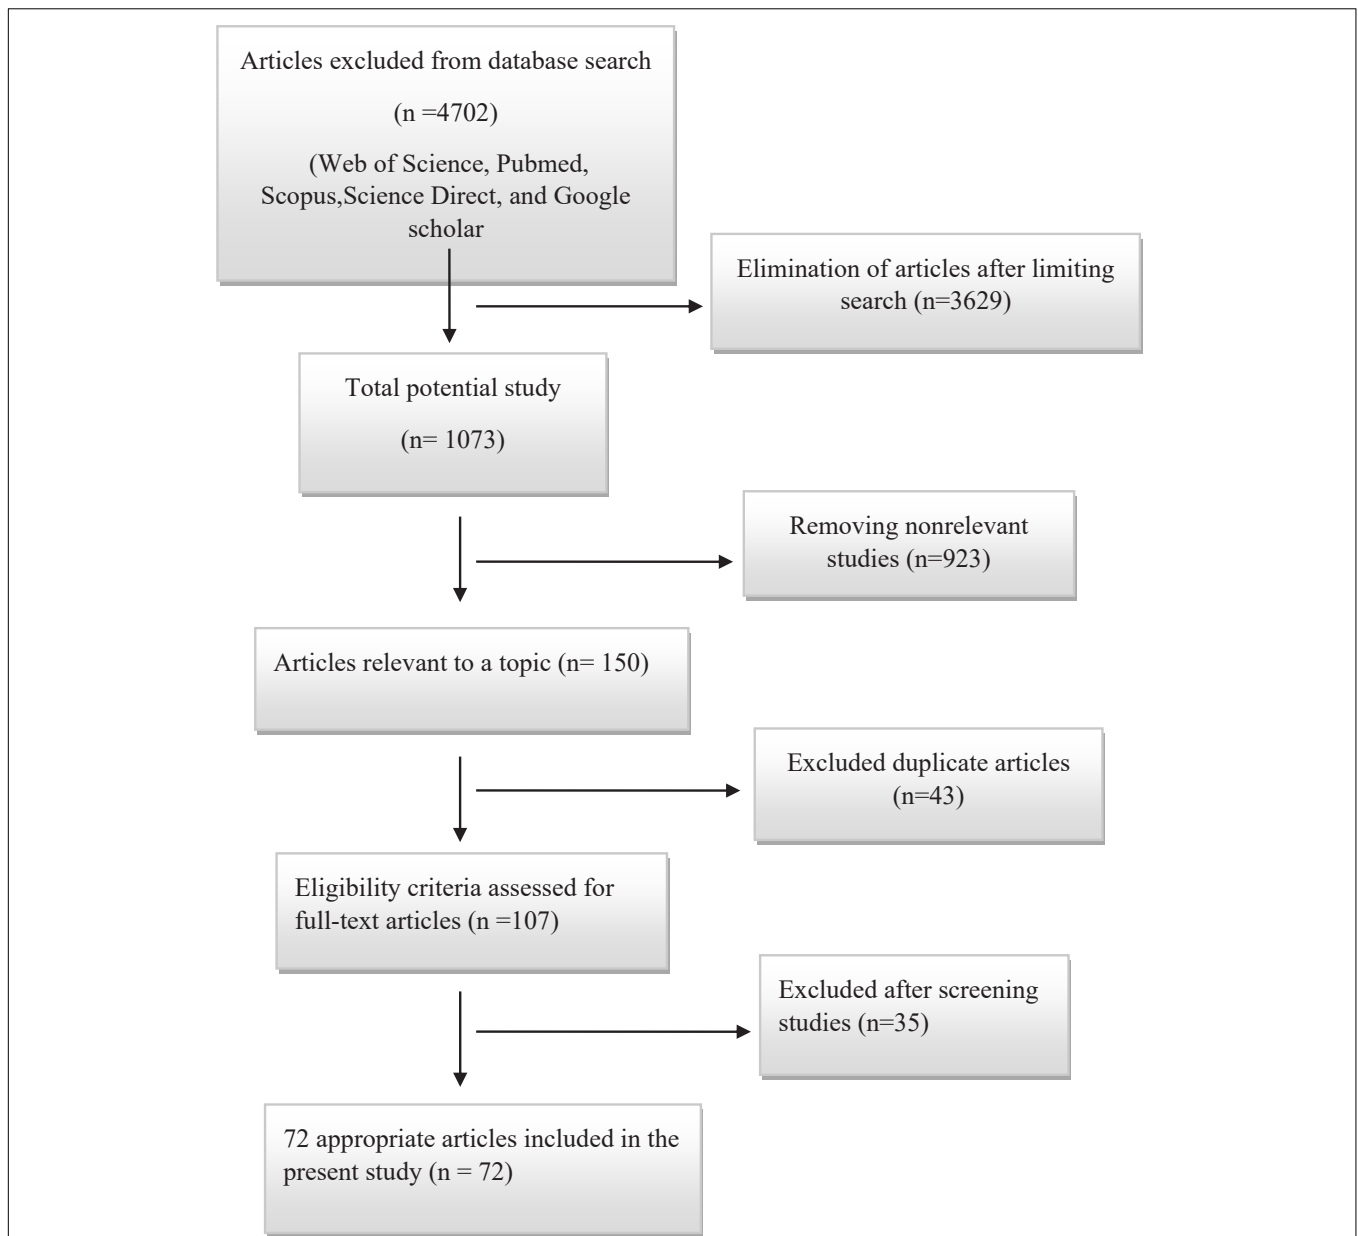 Articles excluded from database search
(n =4702)
(Web of Science, Pubmed,
Scopus,Science Direct, and Google
scholar
Elimination of articles after limiting
search (n=3629)
Total potential study
(n= 1073)
Removing nonrelevant
studies (n=923)
Articles relevant to a topic (n= 150)
Excluded duplicate articles
(n=43)
Eligibility criteria assessed for
full-text articles (n =107)
Excluded after screening
studies (n=35)
72 appropriate articles included in the
present study (n = 72)